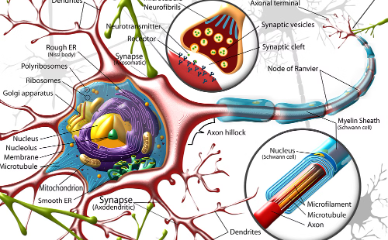 Dendrites
Neurofibrils
Axonal terminal
Neurotransmitter
Receptor
Synaptic vesicles
Synapse
(Axosomatic)
Rough ER
(Nissl body)
Synaptic cleft
Polyribosomes
Node of Ranvier
Ribosomes
Golgi apparatus
Myelin Sheath
(Schwann cell)
Axon hillock
Nucleus
Nucleolus
Membrane
Microtubule
Nucleus
(Schwann cell)
Mitochondrion
Smooth ER
Synapse
(Axodendritic)
Microfilament
Microtubule
Axon
Dendrites